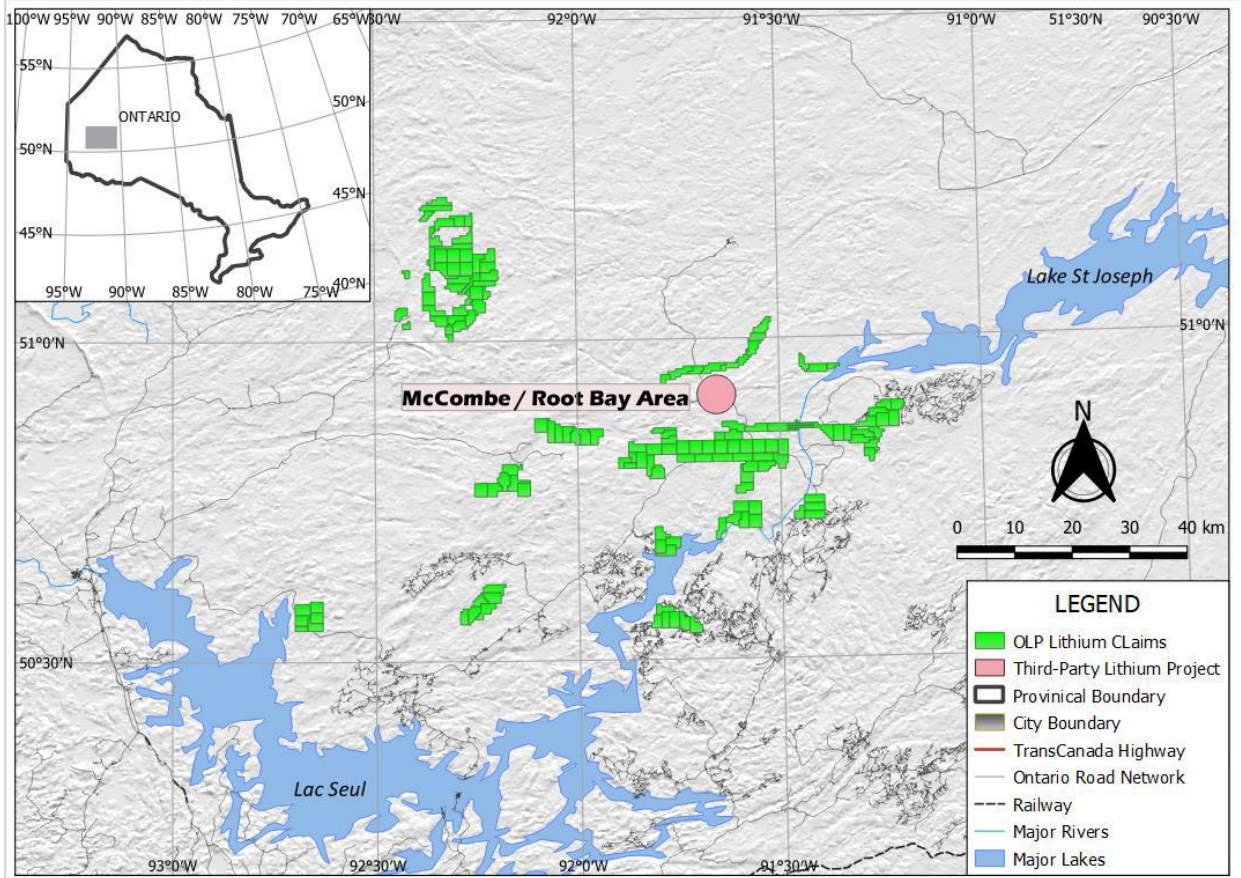 100°W 95°W 90°W 85°W 80°W 75°W 70°W 65°W
30'0W
92°0'W
91°30'W
91°0'W
51°30'W
90°30'W
55°N
50°N
45°N
50°N
45°N
40°N
ONTARIO
95°W 90°W 85°W 80°W 75°W
Lake St Joseph
51°0'N
51°0'N
McCombe / Root Bay Area
N
0 10 20 30 40 km
50°30'N
Lac Seul
93°0'W
92°30'W
92°0'W
91°30'W
LEGEND
OLP Lithium CLaims
Third-Party Lithium Project
Provinical Boundary
City Boundary
TransCanada Highway
Ontario Road Network
Railway
Major Rivers
Major Lakes